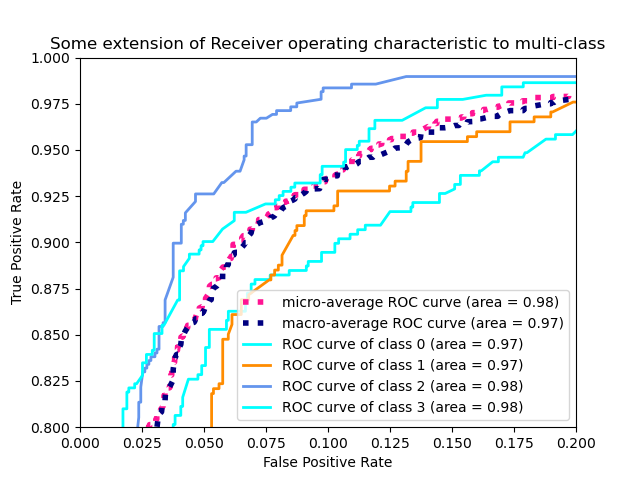 Some extension of Receiver operating characteristic to multi-class
1.000
0.975
0.950
0.925
0.900
0.875
0.850
0.825
0.800
True Positive Rate
micro-average ROC curve (area = 0.98)
macro-average ROC curve (area = 0.97)
ROC curve of class 0 (area = 0.97)
ROC curve of class 1 (area = 0.97)
ROC curve of class 2 (area = 0.98)
ROC curve of class 3 (area = 0.98)
0.000 0.025 0.050 0.075 0.100 0.125 0.150 0.175 0.200
False Positive Rate